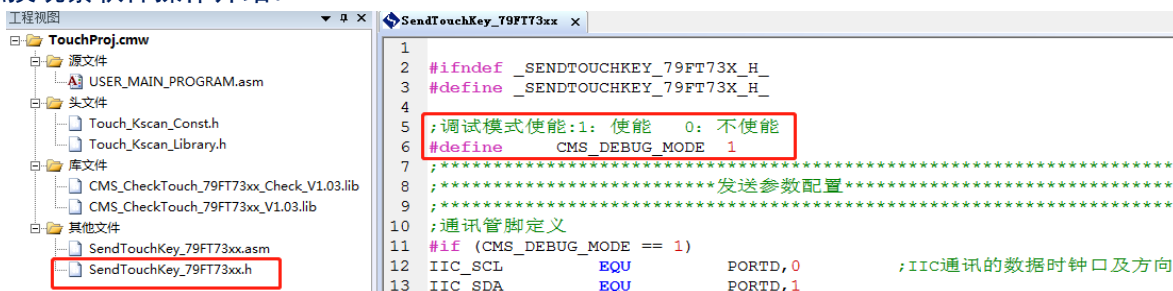 工程视图
TouchProj.cmw
源文件
USER_MAIN_PROGRAM.asm
头文件
Touch_Kscan_Const.h
Touch_Kscan_Library.h
库文件
CMS_CheckTouch_79FT73xx_Check_V1.03.lib
CMS_CheckTouch_79FT73xx_V1.03.lib
其他文件
SendTouchKey_79FT73xx.asm
SendTouchKey_79FT73xx.h
SendTouchKey_79FT73xx x
1
2 #ifndef _SENDTOUCHKEY_79FT73X_H_
3 #define _SENDTOUCHKEY_79FT73X_H_
4
5 ;调试模式使能:1: 使能 0: 不使能
6 #define CMS_DEBUG_MODE 1
7 ;******************************************************************
8 ;**************************发送参数配置******************************
9 ;******************************************************************
10 ;通讯管脚定义
11 #if (CMS_DEBUG_MODE == 1)
12 IIC_SCL EQU PORTD,0 ;IIC通讯的数据时钟口及方向
13 IIC_SDA EQU PORTD,1